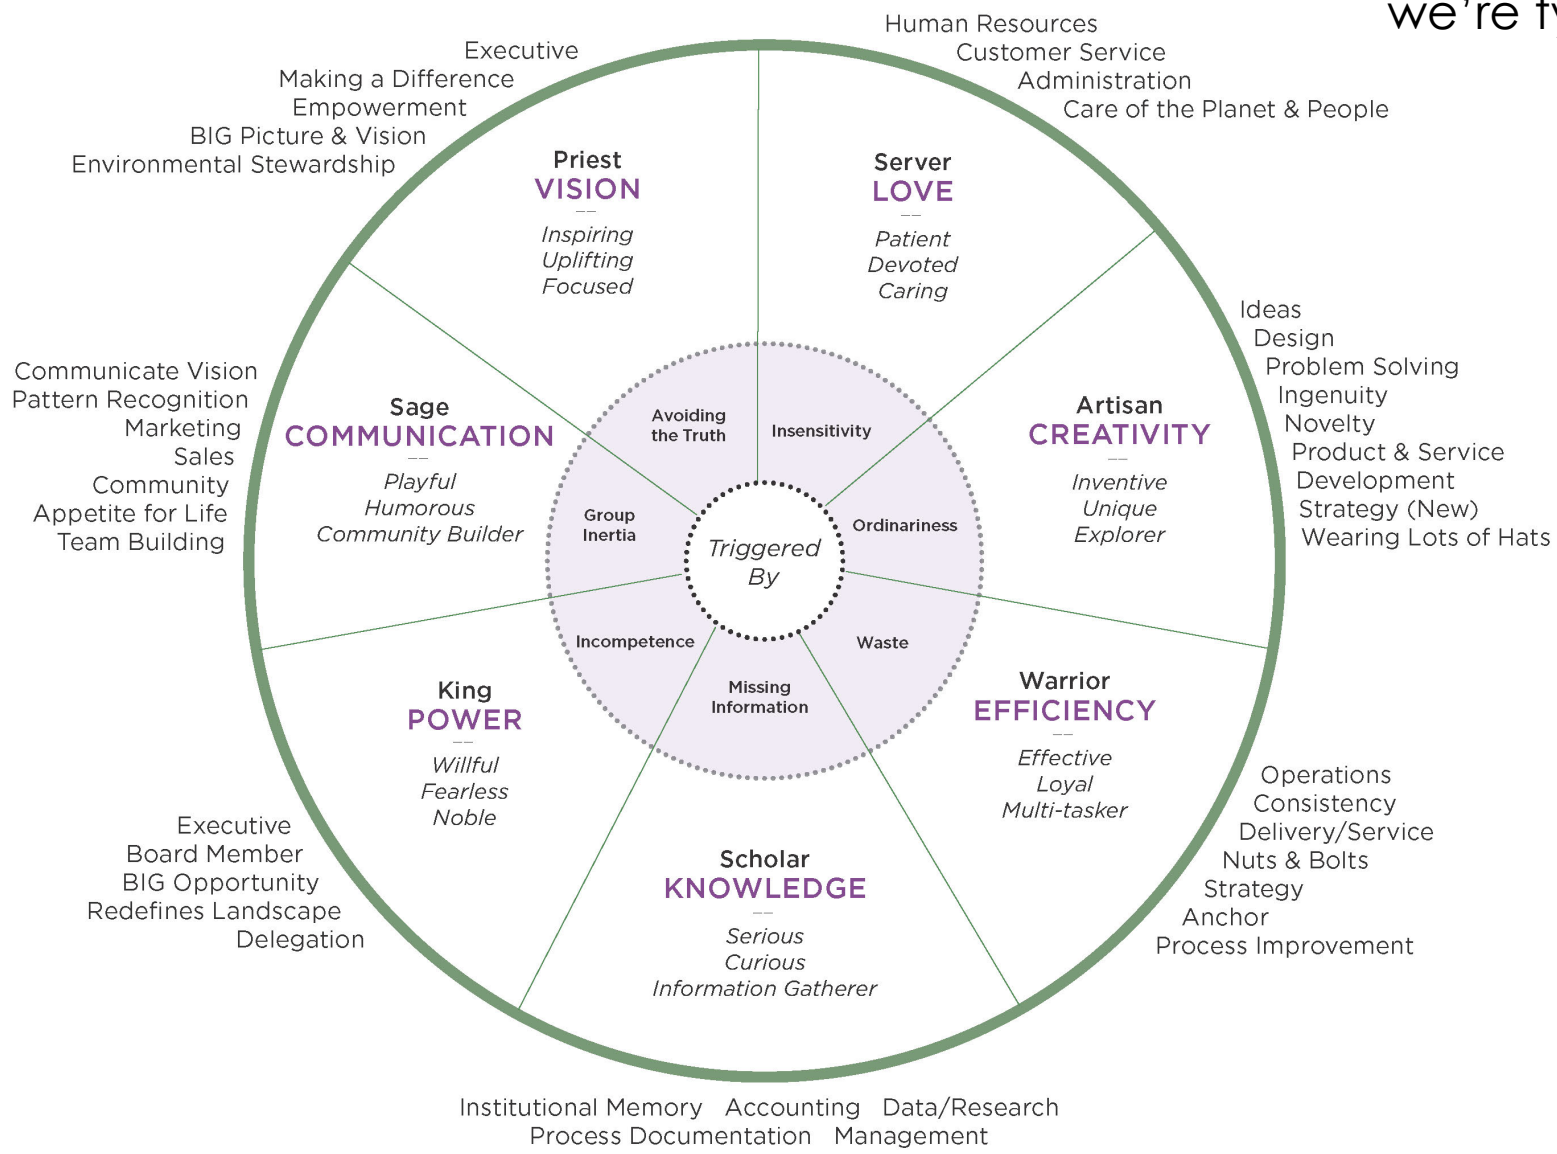 we're ty
Human Resources
Customer Service
Administration
Care of the Planet & People
Executive
Making a Difference
Empowerment
BIG Picture & Vision
Environmental Stewardship
Priest
VISION
Inspiring
Uplifting
Focused
Server
LOVE
Patient
Devoted
Caring
Ideas
Design
Problem Solving
Ingenuity
Novelty
Product & Service
Development
Strategy (New)
Wearing Lots of Hats
Communicate Vision
Pattern Recognition
Marketing
Sales
Community
Appetite for Life
Team Building
Sage
COMMUNICATION
Playful
Humorous
Community Builder
Artisan
CREATIVITY
Inventive
Unique
Explorer
Avoiding
the Truth
Insensitivity
Group
Inertia
Ordinariness
Triggered
By
Incompetence
Waste
Missing
Information
King
POWER
Willful
Fearless
Noble
Warrior
EFFICIENCY
Effective
Loyal
Multi-tasker
Scholar
KNOWLEDGE
Serious
Curious
Information Gatherer
Executive
Board Member
BIG Opportunity
Redefines Landscape
Delegation
Operations
Consistency
Delivery/Service
Nuts & Bolts
Strategy
Anchor
Process Improvement
Institutional Memory Accounting Data/Research
Process Documentation Management